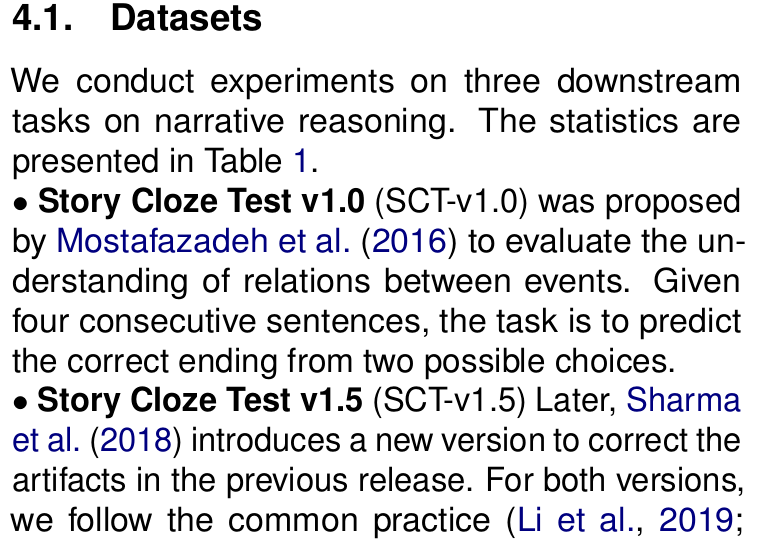 4.1. Datasets
We conduct experiments on three downstream
tasks on narrative reasoning. The statistics are
presented in Table 1.
• Story Cloze Test v1.0 (SCT-v1.0) was proposed
by Mostafazadeh et al. (2016) to evaluate the un-
derstanding of relations between events. Given
four consecutive sentences, the task is to predict
the correct ending from two possible choices.
• Story Cloze Test v1.5 (SCT-v1.5) Later, Sharma
et al. (2018) introduces a new version to correct the
artifacts in the previous release. For both versions,
we follow the common practice (Li et al., 2019;